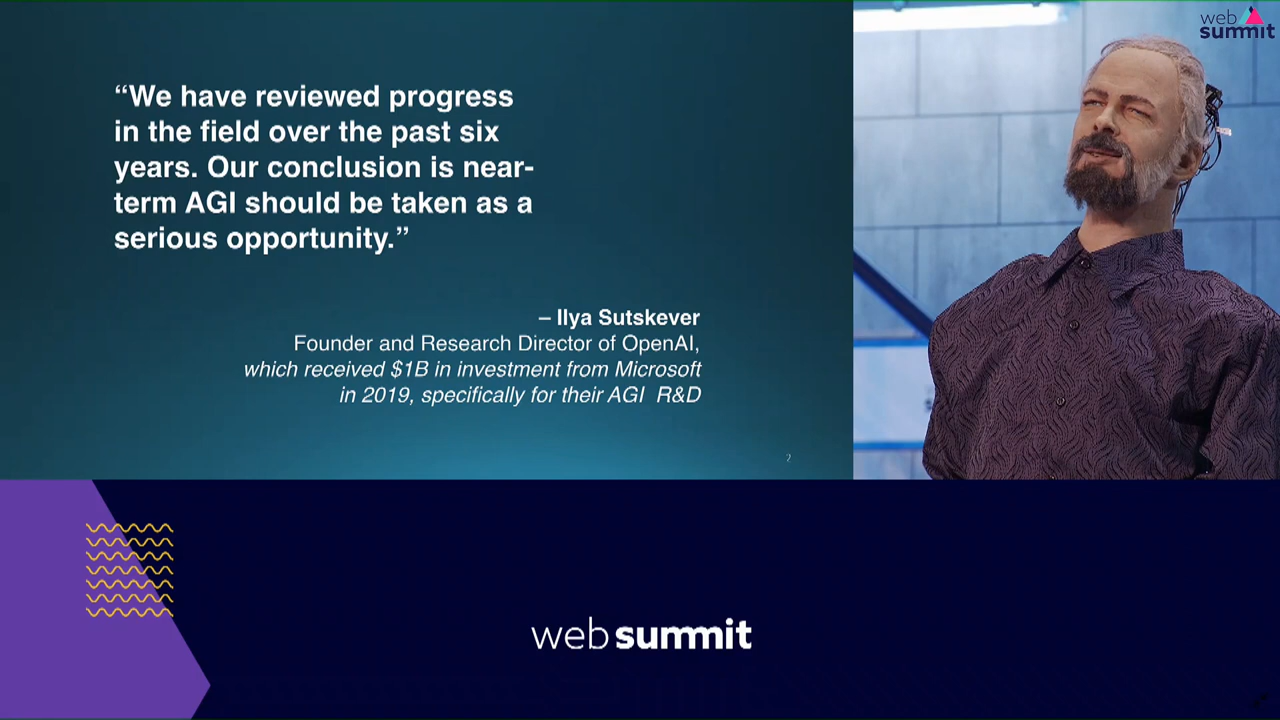 “We have reviewed progress
in the field over the past six
years. Our conclusion is near-
term AGI should be taken as a
serious opportunity.”
– Ilya Sutskever
Founder and Research Director of OpenAI,
which received $1B in investment from Microsoft
in 2019, specifically for their AGI R&D
2
web
summit
web summit